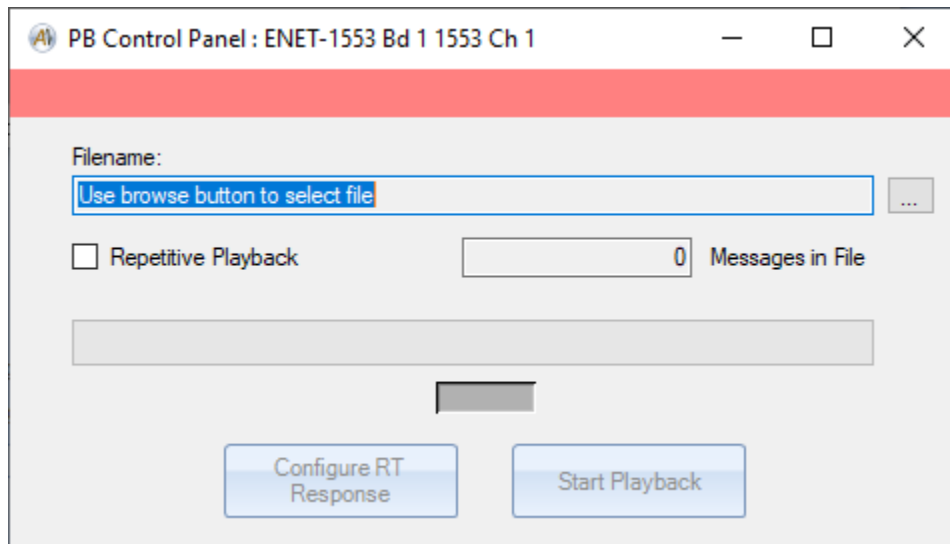 PB Control Panel : ENET-1553 Bd 1 1553 Ch 1
Filename:
Use browse button to select file
...
Repetitive Playback
0
Messages in File
Configure RT
Response
Start Playback